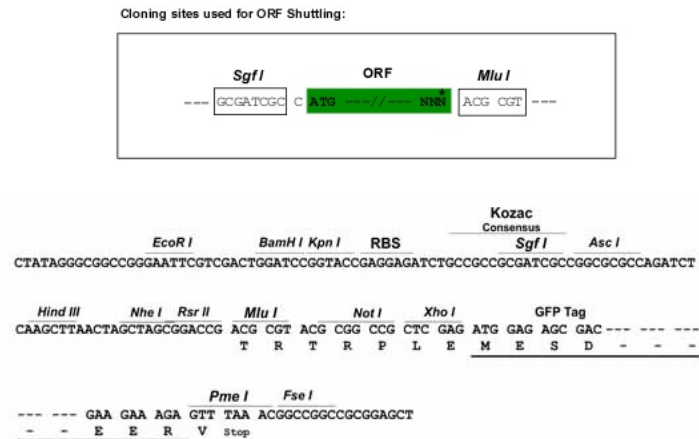 Cloning sites used for ORF Shuttling:
Sgf I ORF Mlu I
--- GCGATCGC C ATG ---//--- NNN* ACG CGT ---
Kozac
Consensus
EcoR I BamH I Kpn I RBS Sgf I Asc I
CTATAGGGCGGCCGGGAATTCGTCGACTGGATCCGGTACCGAGGAGATCTGCCGCCGCGATCGCCGGCGCGCCAGATCT
Hind III Nhe I Rsr II Mlu I Not I Xho I GFP Tag
CAAGCTTAACTAGCTAGCGGACCG ACG CGT ACG CGG CCG CTC GAG ATG GAG AGC GAC --- --- ---
T R T R P L E M E S D - - -
Pme I Fse I
--- --- GAA GAA AGA GTT TAA ACGGCCGGCCGCGGAGCT
- - E E R V Stop